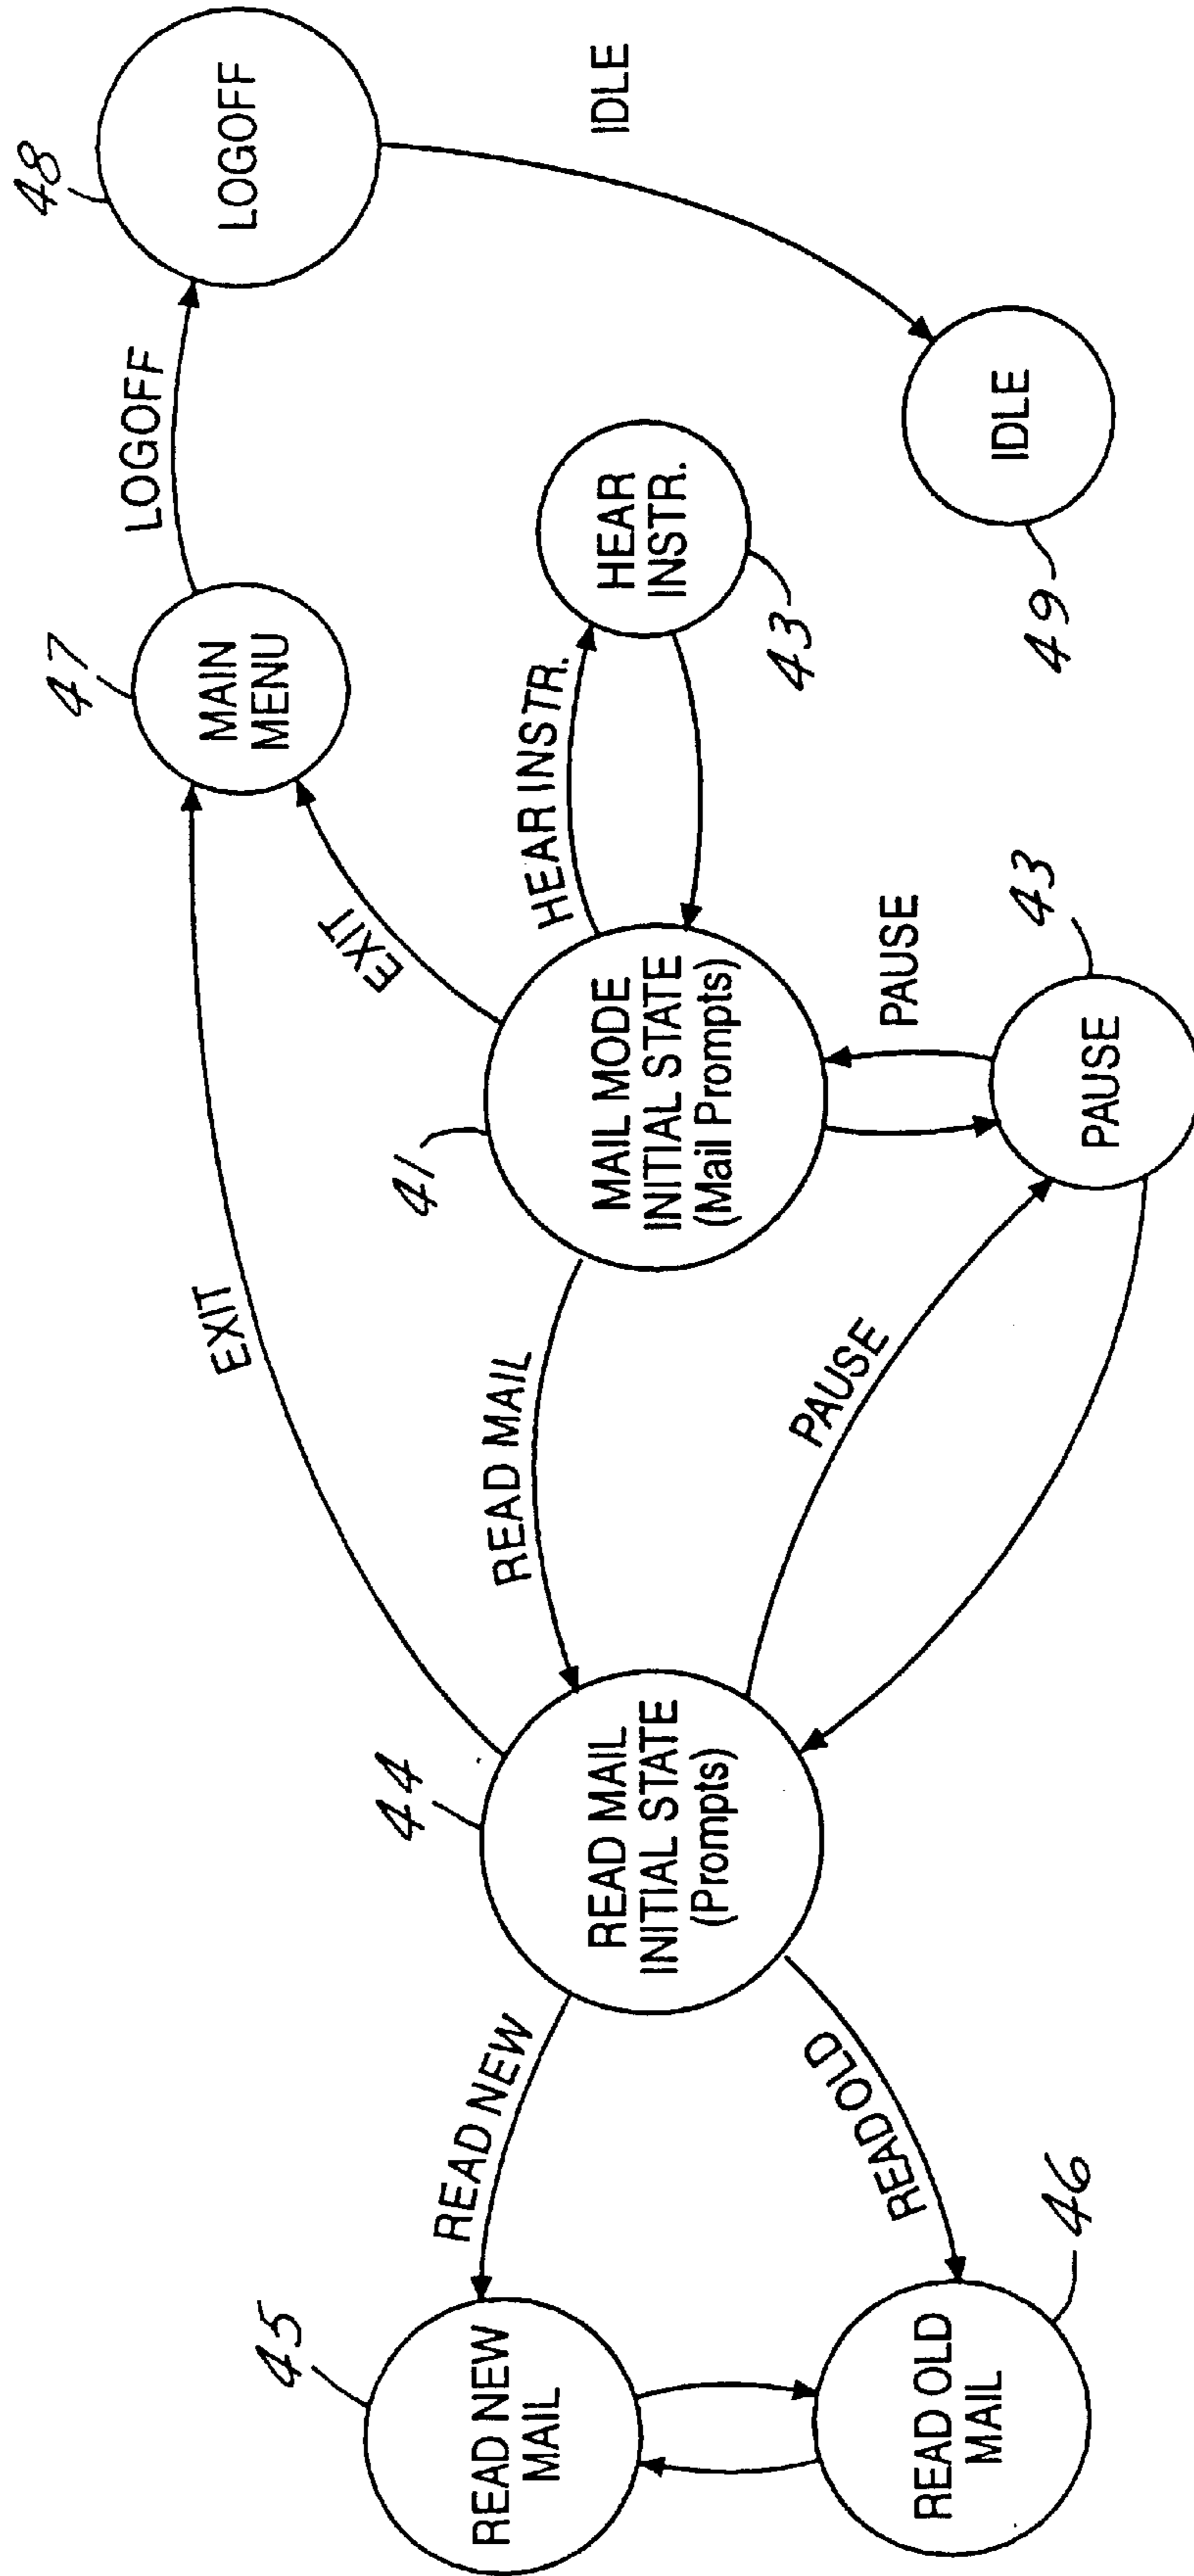 48
LOGOFF
IDLE
LOGOFF
47
MAIN
MENU
HEAR
INSTR.
43
IDLE
49
HEAR INSTR.
EXIT
EXIT
41
MAIL MODE
INITIAL STATE
(Mail Prompts)
PAUSE
43
PAUSE
READ MAIL
PAUSE
44
READ MAIL
INITIAL STATE
(Prompts)
READ NEW
READ OLD
45
READ NEW
MAIL
46
READ OLD
MAIL